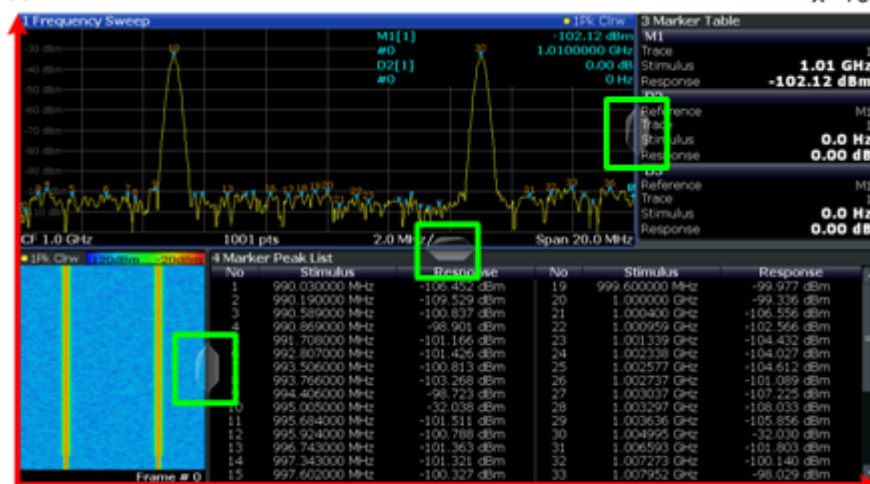 1 Frequency Sweep
1Pk Clrw
M1[1] -102.12 dBm
#0 1.0100000 GHz
D2[1] 0.00 dB
#0 0 Hz
-30 dBm
-40 dBm
-50 dBm
-70 dBm
-90 dBm
CF 1.0 GHz 1001 pts 2.0 MHz/ Span 20.0 MHz
3 Marker Table
M1
Trace 1
Stimulus 1.01 GHz
Response -102.12 dBm
D2
Reference M1
Trace 1
Stimulus 0.0 Hz
Response 0.00 dB
D3
Reference M1
Trace 1
Stimulus 0.0 Hz
Response 0.00 dB
1Pk Clrw -120dBm -20dBm
Frame # 0
4 Marker Peak List
No Stimulus Response No Stimulus Response
1 990.030000 MHz -106.452 dBm 19 999.600000 MHz -99.977 dBm
2 990.190000 MHz -109.529 dBm 20 1.000000 GHz -99.336 dBm
3 990.589000 MHz -100.837 dBm 21 1.000400 GHz -106.556 dBm
4 990.869000 MHz -98.901 dBm 22 1.000959 GHz -102.566 dBm
991.708000 MHz -101.166 dBm 23 1.001339 GHz -104.432 dBm
992.807000 MHz -101.426 dBm 24 1.002338 GHz -104.027 dBm
993.506000 MHz -100.813 dBm 25 1.002577 GHz -104.612 dBm
993.766000 MHz -103.268 dBm 26 1.002737 GHz -101.089 dBm
994.406000 MHz -98.723 dBm 27 1.003037 GHz -107.225 dBm
10 995.005000 MHz -32.038 dBm 28 1.003297 GHz -108.033 dBm
11 995.684000 MHz -101.511 dBm 29 1.003636 GHz -105.856 dBm
12 995.924000 MHz -100.788 dBm 30 1.004995 GHz -32.030 dBm
13 996.743000 MHz -101.363 dBm 31 1.006593 GHz -101.803 dBm
14 997.343000 MHz -101.321 dBm 32 1.007273 GHz -100.140 dBm
15 997.602000 MHz -100.327 dBm 33 1.007952 GHz -98.029 dBm